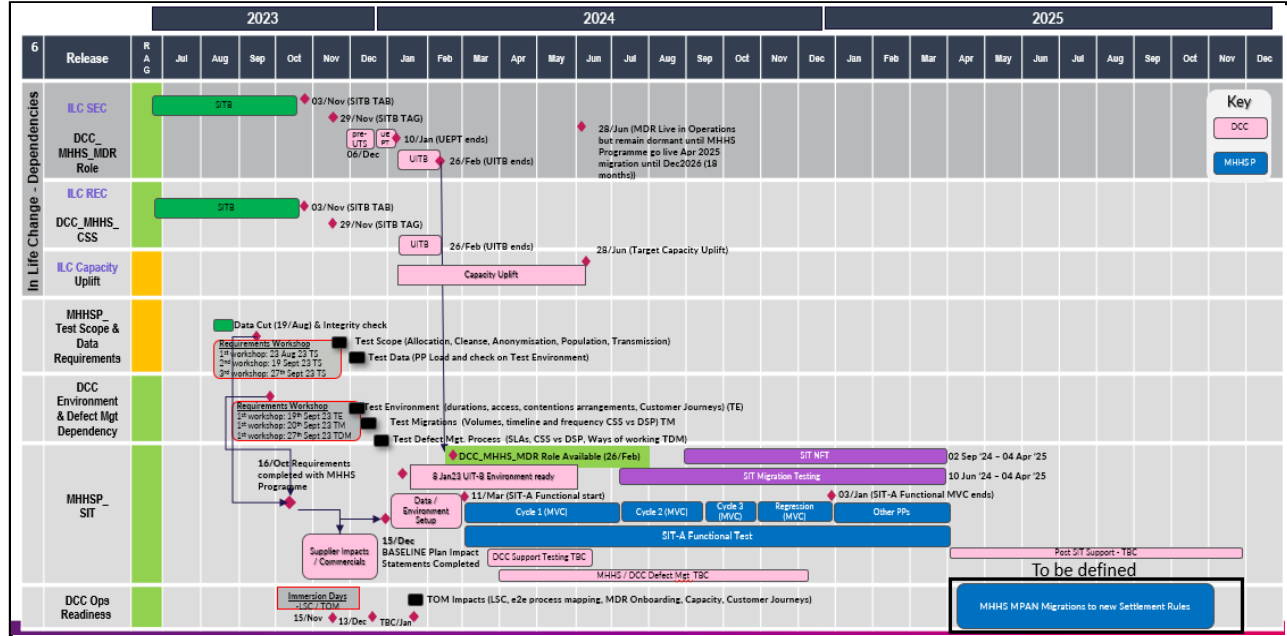 2023
2024
2025
6
Release
R
A
G
Jul
Aug
Sep
Oct
Nov
Dec
Jan
Feb
Mar
Apr
May
Jun
Jul
Aug
Sep
Oct
Nov
Dec
Jan
Feb
Mar
Apr
May
Jun
Jul
Aug
Sep
Oct
Nov
Dec
In Life Change - Dependencies
ILC SEC
DCC_
MHHS_MDR
Role
SITB
03/Nov (SITB TAB)
29/Nov (SITB TAG)
pre-
UTS
UE
PT
10/Jan (UEPT ends)
06/Dec
UITB
26/Feb (UITB ends)
28/Jun (MDR Live in Operations
but remain dormant until MHHS
Programme go live Apr 2025
migration until Dec2026 (18
months))
Key
DCC
MHHSP
ILC REC
DCC_MHHS_
CSS
SITB
03/Nov (SITB TAB)
29/Nov (SITB TAG)
UITB
26/Feb (UITB ends)
28/Jun (Target Capacity Uplift)
ILC Capacity
Uplift
Capacity Uplift
MHHSP_
Test Scope &
Data
Requirements
Data Cut (19/Aug) & Integrity check
Requirements Workshop
1st workshop: 23 Aug 23 TS
2nd workshop: 19 Sept 23 TS
3rd workshop: 27th Sept 23 TS
Test Scope (Allocation, Cleanse, Anonymisation, Population, Transmission)
Test Data (PP Load and check on Test Environment)
DCC
Environment
& Defect Mgt
Dependency
Requirements Workshop
1st workshop: 19th Sept 23 TE
1st workshop: 20th Sept 23 TM
1st workshop: 27th Sept 23 TDM
Test Environment (durations, access, contentions arrangements, Customer Journeys) (TE)
Test Migrations (Volumes, timeline and frequency CSS vs DSP) TM
Test Defect Mgt. Process (SLAs, CSS vs DSP, Ways of working TDM)
MHHSP_
SIT
DCC_MHHS_MDR Role Available (26/Feb)
SIT NFT
02 Sep '24 – 04 Apr '25
16/Oct Requirements
completed with MHHS
Programme
8 Jan23 UIT-B Environment ready
SIT Migration Testing
10 Jun '24 – 04 Apr '25
Data /
Environment
Setup
11/Mar (SIT-A Functional start)
03/Jan (SIT-A Functional MVC ends)
Cycle 1 (MVC)
Cycle 2 (MVC)
Cycle 3
(MVC)
Regression
(MVC)
Other PPs
SIT-A Functional Test
Supplier Impacts
/ Commercials
15/Dec
BASELINE Plan Impact
Statements Completed
DCC Support Testing TBC
Post SIT Support - TBC
MHHS / DCC Defect Mgt TBC
To be defined
DCC Ops
Readiness
Immersion Days
-LSC / TOM
15/Nov
13/Dec
TBC/Jan
TOM Impacts (LSC, e2e process mapping, MDR Onboarding, Capacity, Customer Journeys)
MHHS MPAN Migrations to new Settlement Rules